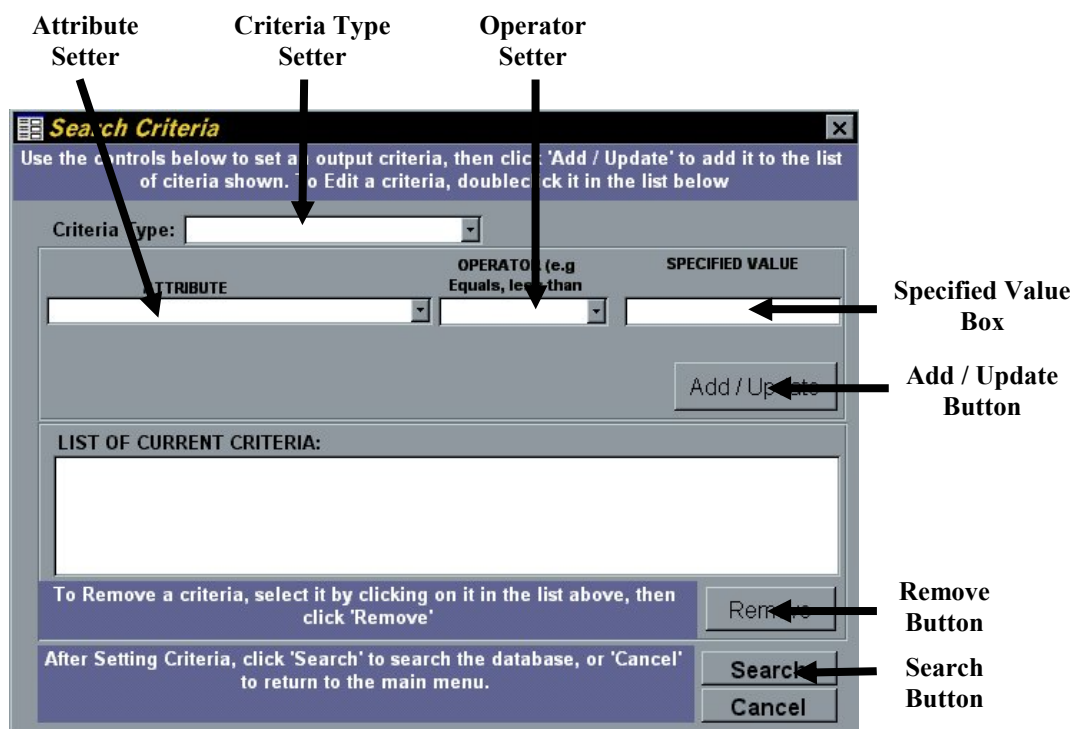 Attribute Setter
Criteria Type Setter
Operator Setter
Search Criteria
Use the controls below to set an output criteria, then click 'Add / Update' to add it to the list
of citeria shown. To Edit a criteria, doubleclick it in the list below
Criteria Type:
ATTRIBUTE
OPERATOR (e.g
Equals, less than
SPECIFIED VALUE
Specified Value
Box
Add / Update
Add / Update
Button
LIST OF CURRENT CRITERIA:
To Remove a criteria, select it by clicking on it in the list above, then
click 'Remove'
Remove
Remove
Button
After Setting Criteria, click 'Search' to search the database, or 'Cancel'
to return to the main menu.
Search
Search
Button
Cancel